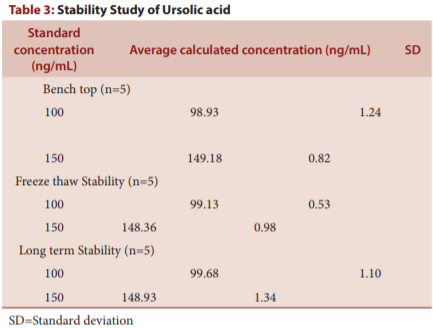 Table 3: Stability Study of Ursolic acid
Standard
concentration Average calculated concentration (ng/mL) SD
(ng/mL)
Bench top (n=5)
100 98.93 1.24
150 149.18 0.82
Freeze thaw Stability (n=5)
100 99.13 0.53
150 148.36 0.98
Long term Stability (n=5)
100 99.68 1.10
150 148.93 1.34
SD=Standard deviation